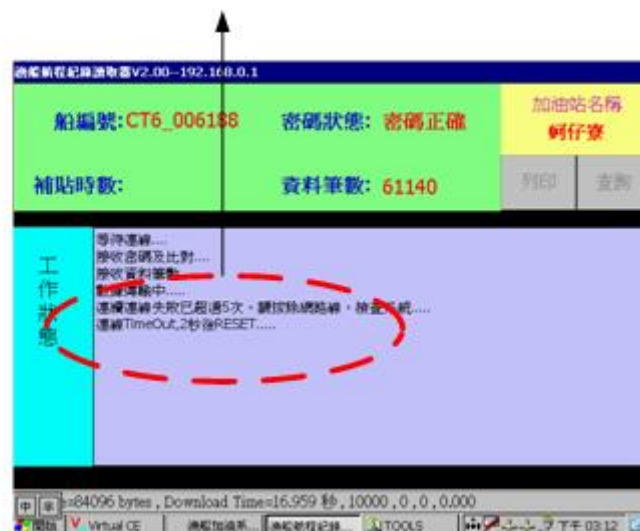 漁船航程紀錄讀取器V2.00--192.168.0.1
船編號:CT6_006188 密碼狀態: 密碼正確
加油站名稱
蚵仔寮
補貼時數: 資料筆數: 61140
列印 查詢
工作狀態
等待連線....
接收密碼及比對....
接收資料筆數....
數據傳輸中.....
連續連線失敗已超過5次,請拔除網路線,檢查系統.....
連線TimeOut,2秒後RESET.....
=84096 bytes , Download Time=16.959 秒 , 10000 , 0 , 0 , 0.000
中
開始 Virtual CE TOOLS 下午 03:12